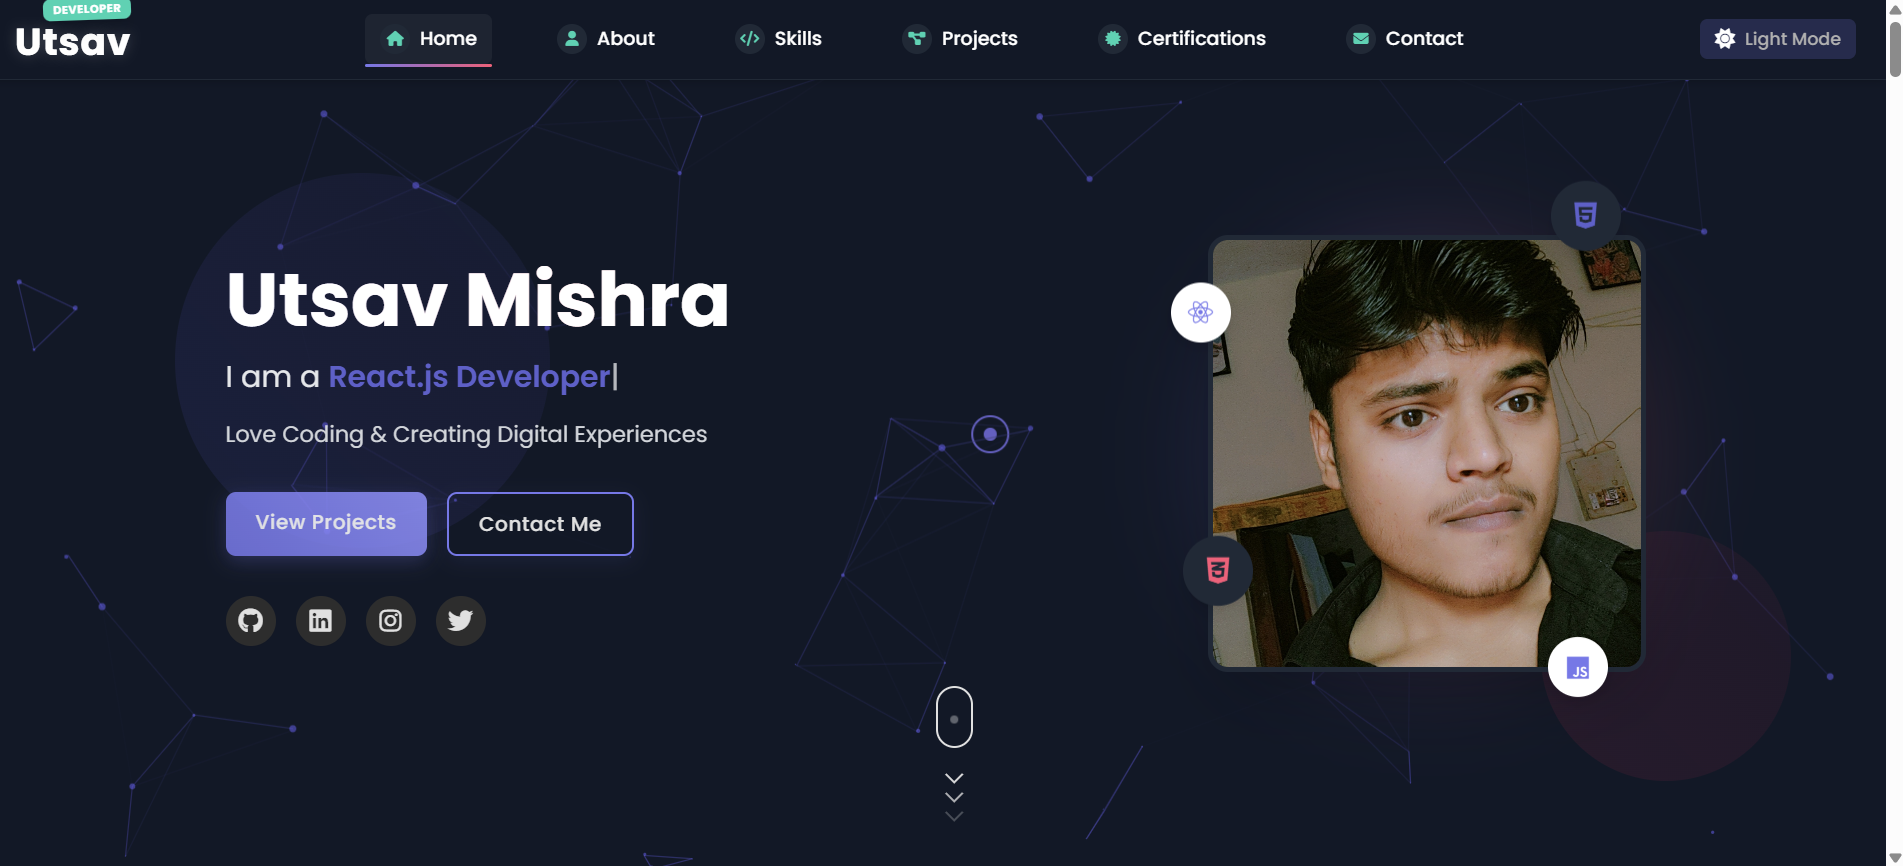 DEVELOPER
Utsav
Home
About
Skills
Projects
Certifications
Contact
Light Mode
Utsav Mishra
I am a React.js Developer|
Love Coding & Creating Digital Experiences
View Projects
Contact Me
JS